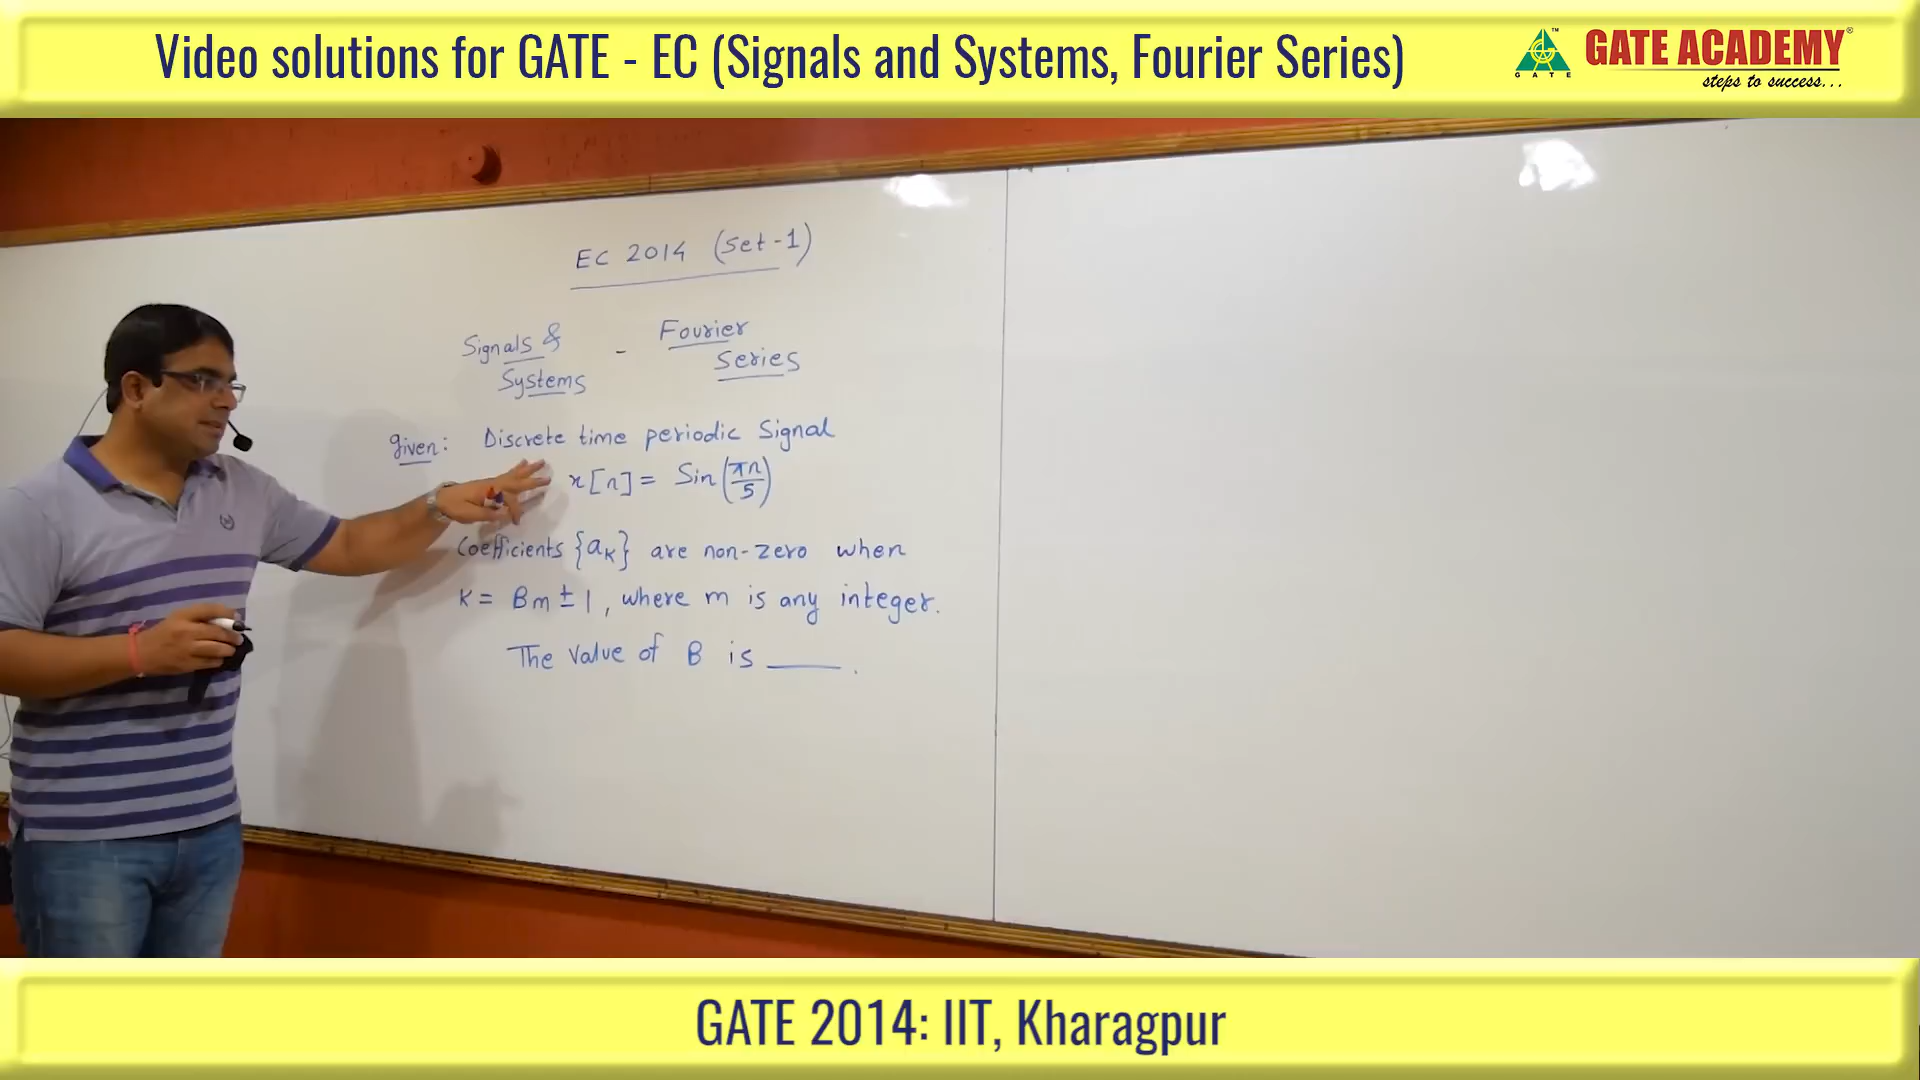 Video solutions for GATE - EC (Signals and Systems, Fourier Series)
GATE
GATE ACADEMY
steps to success...
EC 2014 (Set-1)
Signals & Systems - Fourier Series
given: Discrete time periodic Signal
x[n] = Sin(πn/5)
Coefficients {aₖ} are non-zero when
K = Bm ± 1, where m is any integer.
The Value of B is ____.
GATE 2014: IIT, Kharagpur